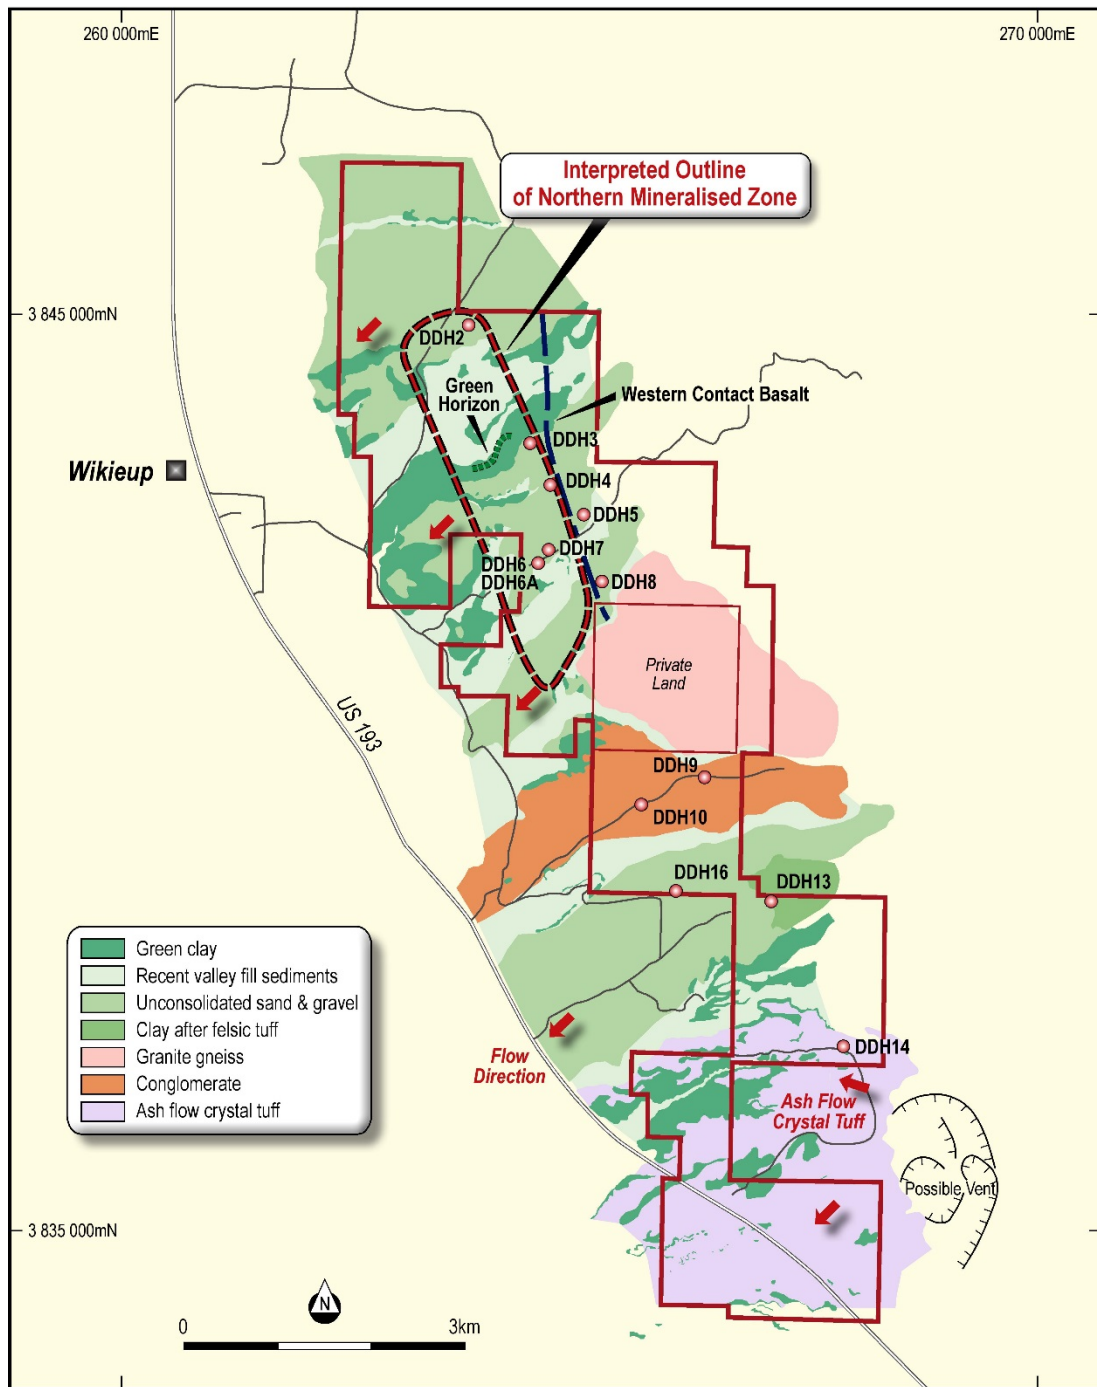 260 000mE
270 000mE
Interpreted Outline
of Northern Mineralised Zone
3 845 000mN
DDH2
Green
Horizon
Western Contact Basalt
DDH3
Wikieup
DDH4
DDH5
DDH7
DDH6
DDH6A
DDH8
Private
Land
US 193
DDH9
DDH10
DDH16
DDH13
Green clay
Recent valley fill sediments
Unconsolidated sand & gravel
Clay after felsic tuff
Granite gneiss
Conglomerate
Ash flow crystal tuff
Flow
Direction
DDH14
Ash Flow
Crystal Tuff
Possible Vent
3 835 000mN
N
0
3km